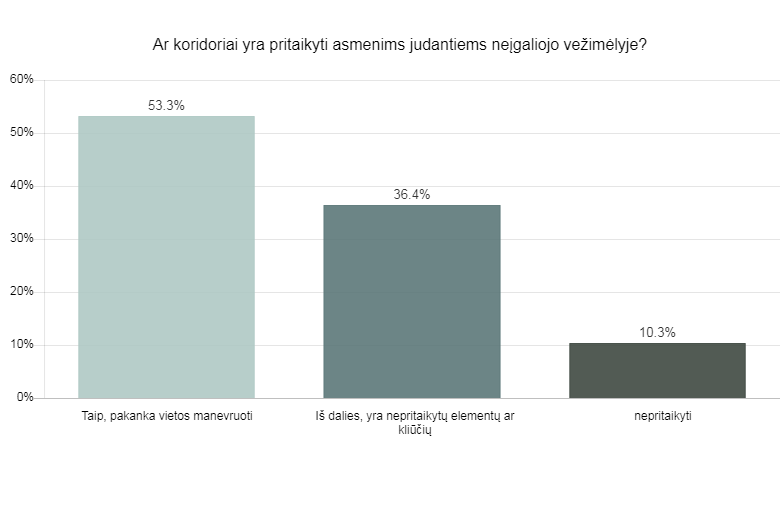 Ar koridoriai yra pritaikyti asmenims judantiems neįgaliojo vežimėlyje?
60%
53.3%
50%
40%
36.4%
30%
20%
10.3%
10%
0%
Taip, pakanka vietos manevruoti
Iš dalies, yra nepritaikytų elementų ar
kliūčių
nepritaikyti